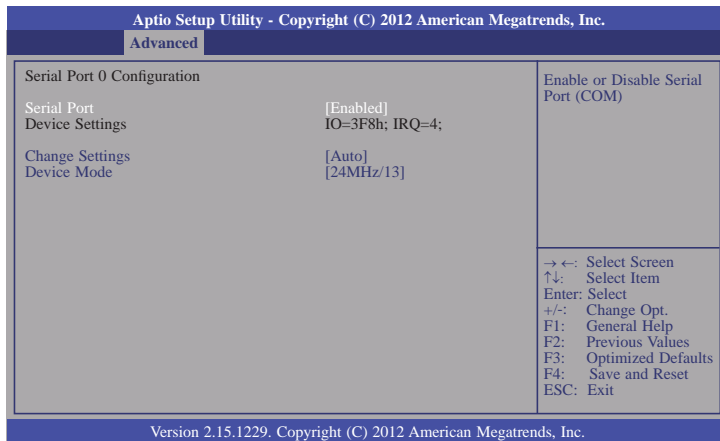 Aptio Setup Utility - Copyright (C) 2012 American Megatrends, Inc.
Advanced
Serial Port 0 Configuration
Serial Port [Enabled]
Device Settings IO=3F8h; IRQ=4;
Change Settings [Auto]
Device Mode [24MHz/13]
Enable or Disable Serial
Port (COM)
→ ←: Select Screen
↑↓: Select Item
Enter: Select
+/-: Change Opt.
F1: General Help
F2: Previous Values
F3: Optimized Defaults
F4: Save and Reset
ESC: Exit
Version 2.15.1229. Copyright (C) 2012 American Megatrends, Inc.